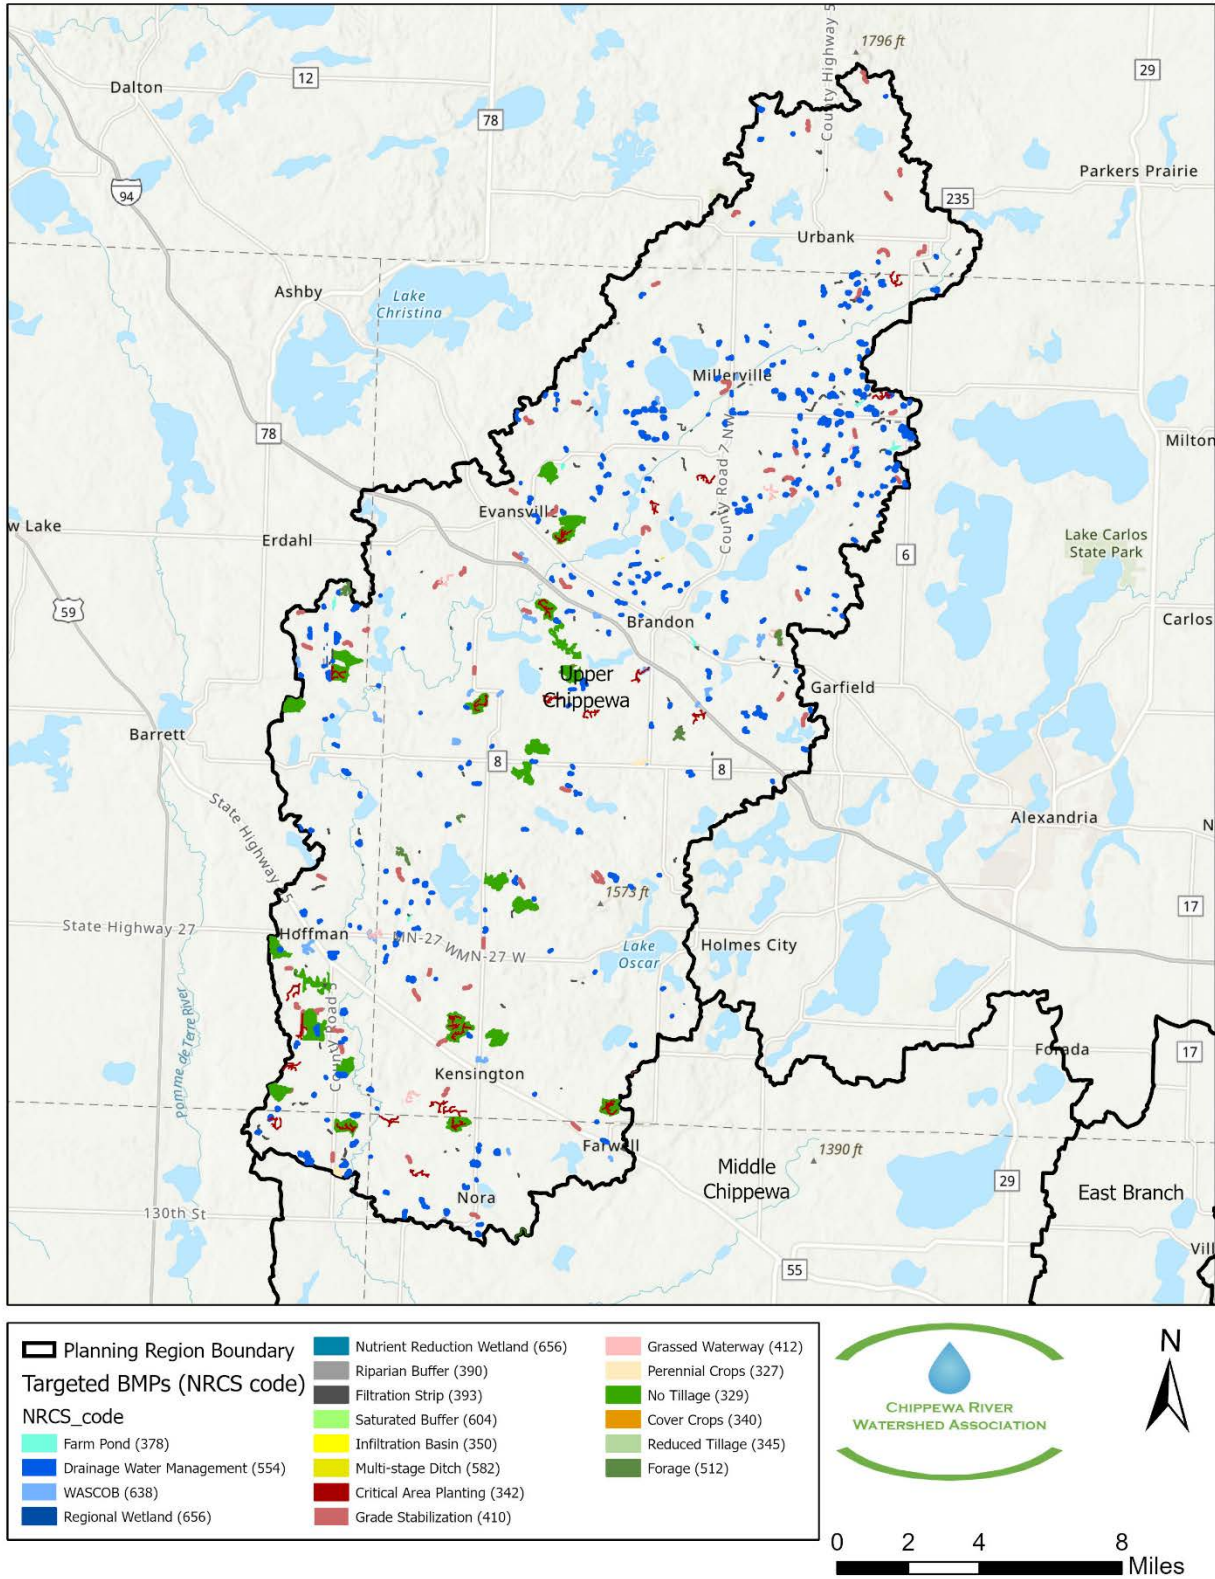 1796 ft
County Highway 5
29
Dalton
12
78
Parkers Prairie
94
235
Urbank
Ashby
Lake
Christina
Millerville
78
Milton
County Road 7 NW
Evansville
w Lake
Erdahl
Lake Carlos
State Park
6
59
Brandon
Carlos
Upper
Chippewa
Garfield
Barrett
8
8
State Highway
5
Alexandria
N
1573 ft
17
State Highway 27
Hoffman
MN-27 W
MN-27 W
Lake
Oscar
Holmes City
Pomme de Terre River
County Road 5
Forada
17
Kensington
Farwell
1390 ft
Middle
Chippewa
29
East Branch
Nora
130th St
Vill
55
Planning Region Boundary
Targeted BMPs (NRCS code)
NRCS_code
Farm Pond (378)
Drainage Water Management (554)
WASCOB (638)
Regional Wetland (656)
Nutrient Reduction Wetland (656)
Riparian Buffer (390)
Filtration Strip (393)
Saturated Buffer (604)
Infiltration Basin (350)
Multi-stage Ditch (582)
Critical Area Planting (342)
Grade Stabilization (410)
Grassed Waterway (412)
Perennial Crops (327)
No Tillage (329)
Cover Crops (340)
Reduced Tillage (345)
Forage (512)
CHIPPEWA RIVER
WATERSHED ASSOCIATION
N
0 2 4 8
Miles